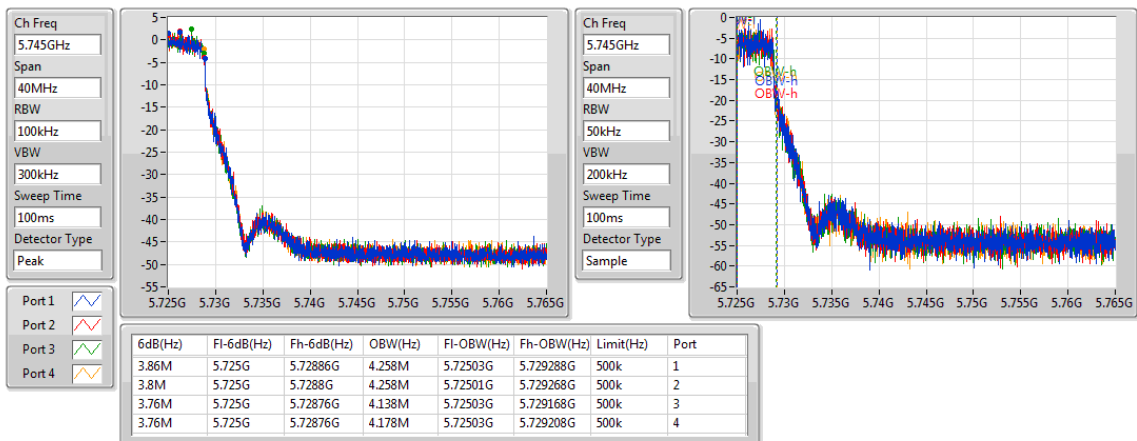 Ch Freq
5.745GHz
Span
40MHz
RBW
100kHz
VBW
300kHz
Sweep Time
100ms
Detector Type
Peak
5
0
-5
-10
-15
-20
-25
-30
-35
-40
-45
-50
-55
5.725G 5.73G 5.735G 5.74G 5.745G 5.75G 5.755G 5.76G 5.765G
Ch Freq
5.745GHz
Span
40MHz
RBW
50kHz
VBW
200kHz
Sweep Time
100ms
Detector Type
Sample
0
-5
-10
-15
-20
-25
-30
-35
-40
-45
-50
-55
-60
-65
OBW-h
OBW-h
OBW-h
5.725G 5.73G 5.735G 5.74G 5.745G 5.75G 5.755G 5.76G 5.765G
Port 1
Port 2
Port 3
Port 4
6dB(Hz) Fl-6dB(Hz) Fh-6dB(Hz) OBW(Hz) Fl-OBW(Hz) Fh-OBW(Hz) Limit(Hz) Port
3.86M 5.725G 5.72886G 4.258M 5.72503G 5.729288G 500k 1
3.8M 5.725G 5.7288G 4.258M 5.72501G 5.729268G 500k 2
3.76M 5.725G 5.72876G 4.138M 5.72503G 5.729168G 500k 3
3.76M 5.725G 5.72876G 4.178M 5.72503G 5.729208G 500k 4